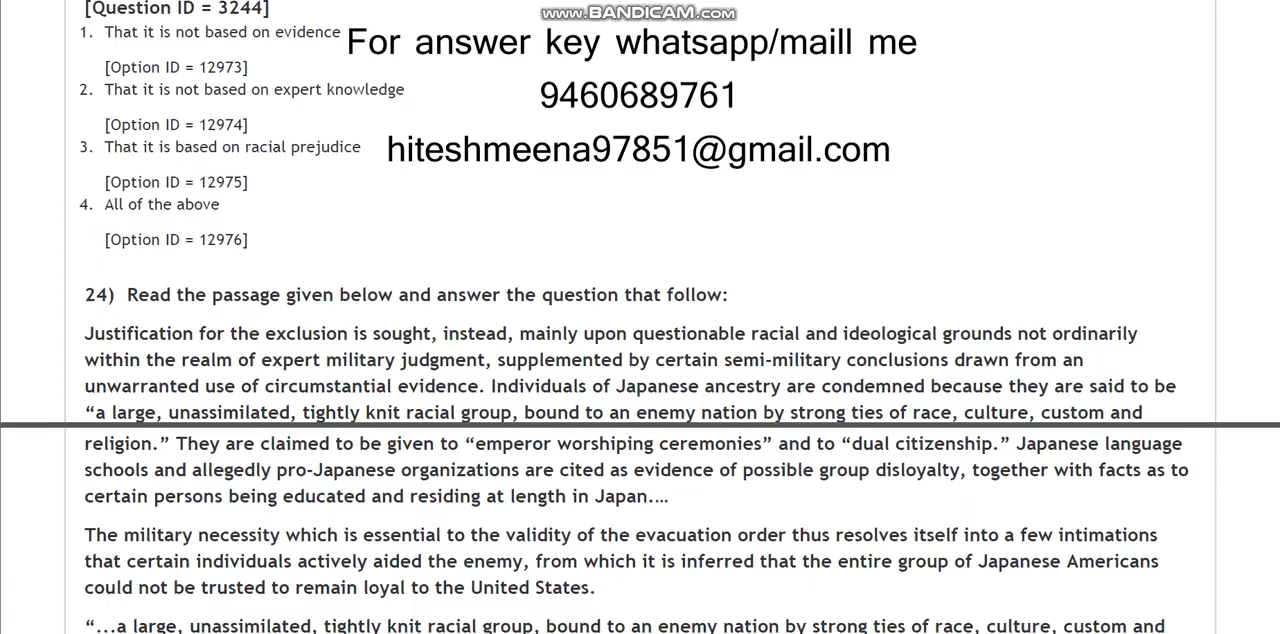 [Question ID = 3244]
www.BANDICAM.com
1. That it is not based on evidence
For answer key whatsapp/maill me
[Option ID = 12973]
2. That it is not based on expert knowledge
9460689761
[Option ID = 12974]
3. That it is based on racial prejudice
hiteshmeena97851@gmail.com
[Option ID = 12975]
4. All of the above
[Option ID = 12976]
24) Read the passage given below and answer the question that follow:
Justification for the exclusion is sought, instead, mainly upon questionable racial and ideological grounds not ordinarily
within the realm of expert military judgment, supplemented by certain semi-military conclusions drawn from an
unwarranted use of circumstantial evidence. Individuals of Japanese ancestry are condemned because they are said to be
“a large, unassimilated, tightly knit racial group, bound to an enemy nation by strong ties of race, culture, custom and
religion.” They are claimed to be given to “emperor worshiping ceremonies” and to “dual citizenship.” Japanese language
schools and allegedly pro-Japanese organizations are cited as evidence of possible group disloyalty, together with facts as to
certain persons being educated and residing at length in Japan....
The military necessity which is essential to the validity of the evacuation order thus resolves itself into a few intimations
that certain individuals actively aided the enemy, from which it is inferred that the entire group of Japanese Americans
could not be trusted to remain loyal to the United States.
“...a large, unassimilated, tightly knit racial group, bound to an enemy nation by strong ties of race, culture, custom and